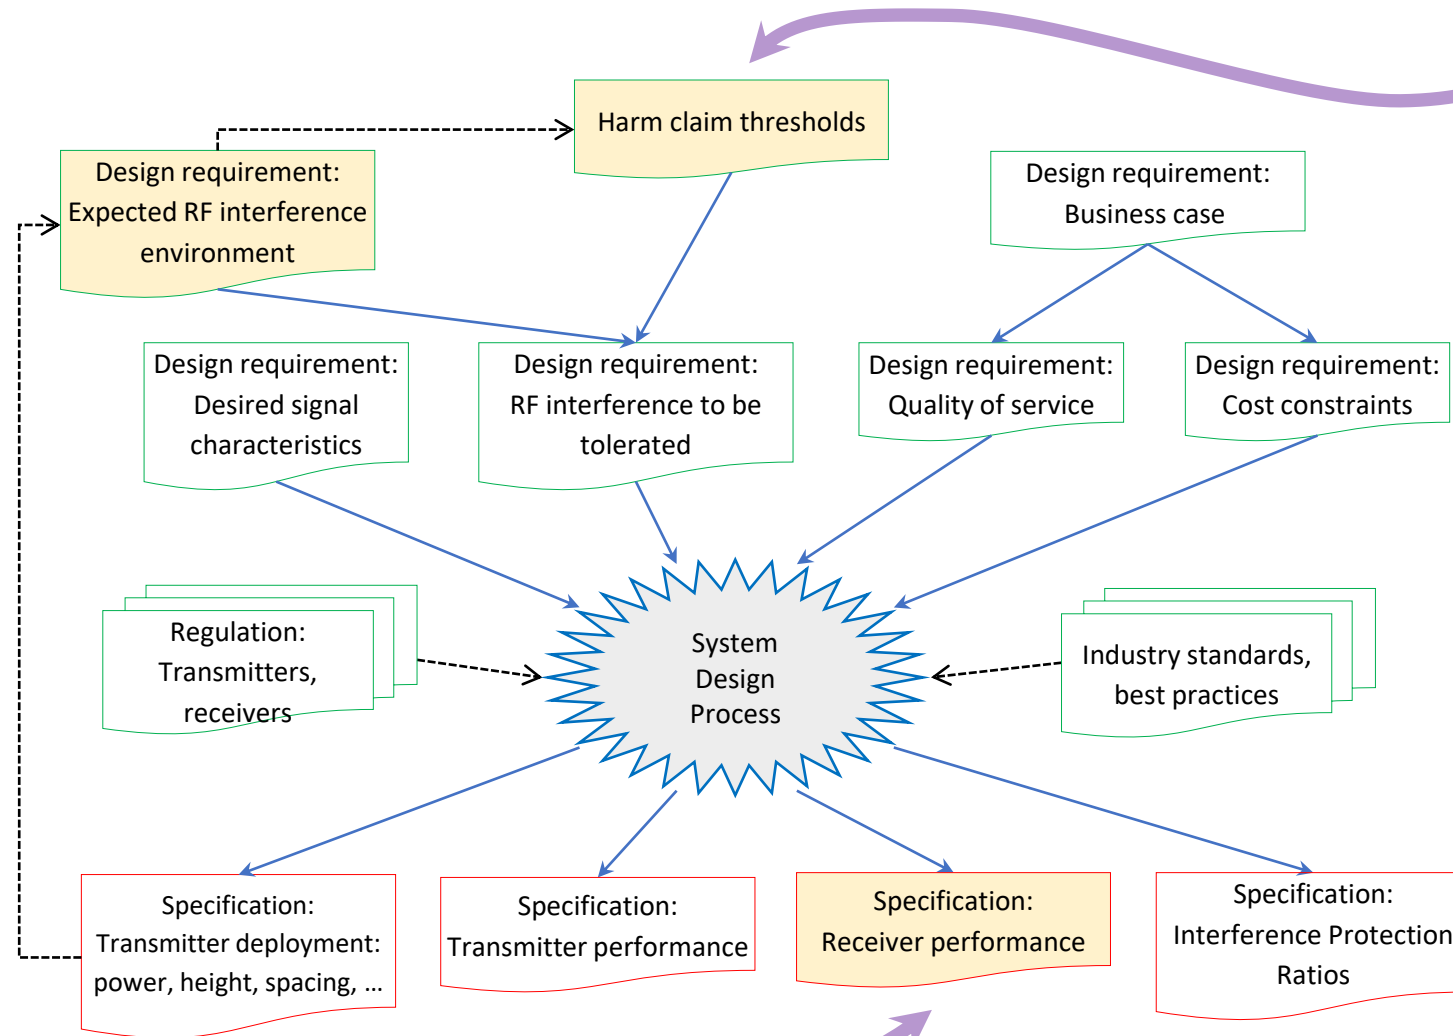 Harm claim thresholds
Design requirement:
Expected RF interference
environment
Design requirement:
Business case
Design requirement:
Desired signal
characteristics
Design requirement:
RF interference to be
tolerated
Design requirement:
Quality of service
Design requirement:
Cost constraints
Regulation:
Transmitters,
receivers
System
Design
Process
Industry standards,
best practices
Specification:
Transmitter deployment:
power, height, spacing, ...
Specification:
Transmitter performance
Specification:
Receiver performance
Specification:
Interference Protection
Ratios